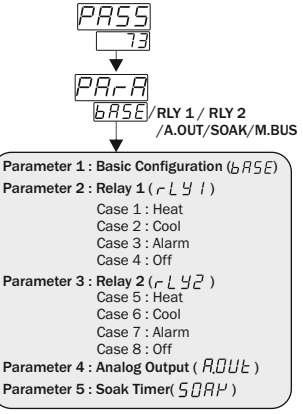 PASS
73
PArA
bASE/RLY 1 / RLY 2
/A.OUT/SOAK/M.BUS
Parameter 1 : Basic Configuration (bASE)
Parameter 2 : Relay 1 (rLY1)
Case 1 : Heat
Case 2 : Cool
Case 3 : Alarm
Case 4 : Off
Parameter 3 : Relay 2 (rLY2)
Case 5 : Heat
Case 6 : Cool
Case 7 : Alarm
Case 8 : Off
Parameter 4 : Analog Output ( A.OUt )
Parameter 5 : Soak Timer( SOAK )